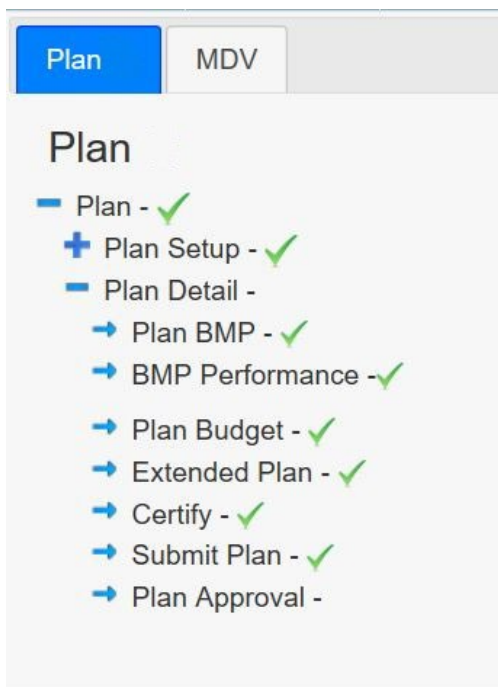 Plan MDV
Plan
Plan -
Plan Setup -
Plan Detail -
Plan BMP -
BMP Performance -
Plan Budget -
Extended Plan -
Certify -
Submit Plan -
Plan Approval -